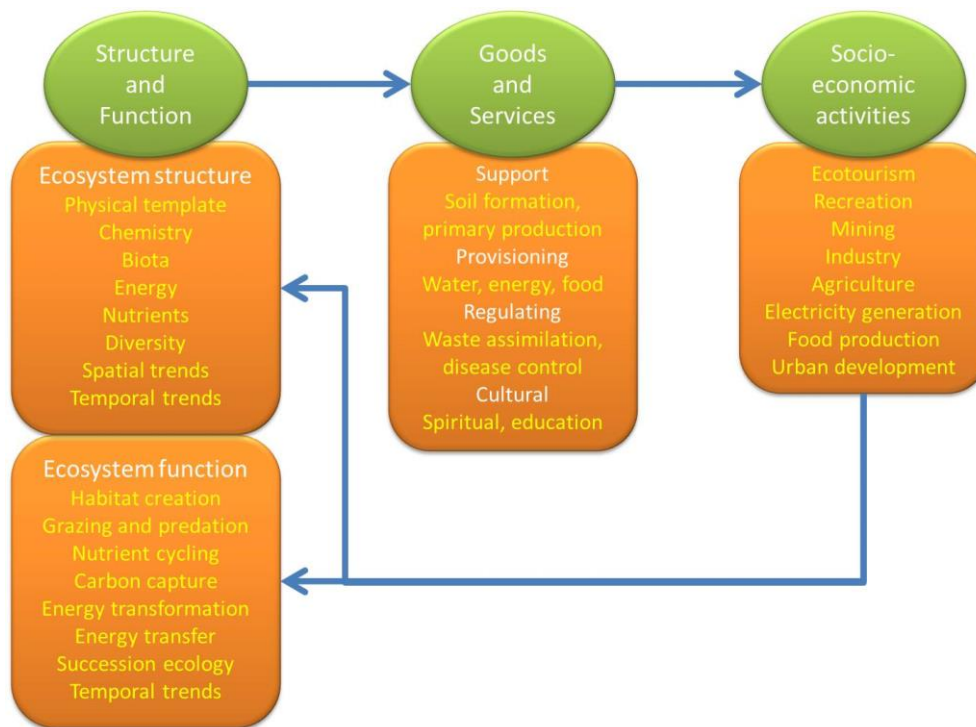 Structure
and
Function
Goods
and
Services
Socio-
economic
activities
Ecosystem structure
Physical template
Chemistry
Biota
Energy
Nutrients
Diversity
Spatial trends
Temporal trends
Support
Soil formation,
primary production
Provisioning
Water, energy, food
Regulating
Waste assimilation,
disease control
Cultural
Spiritual, education
Ecotourism
Recreation
Mining
Industry
Agriculture
Electricity generation
Food production
Urban development
Ecosystem function
Habitat creation
Grazing and predation
Nutrient cycling
Carbon capture
Energy transformation
Energy transfer
Succession ecology
Temporal trends